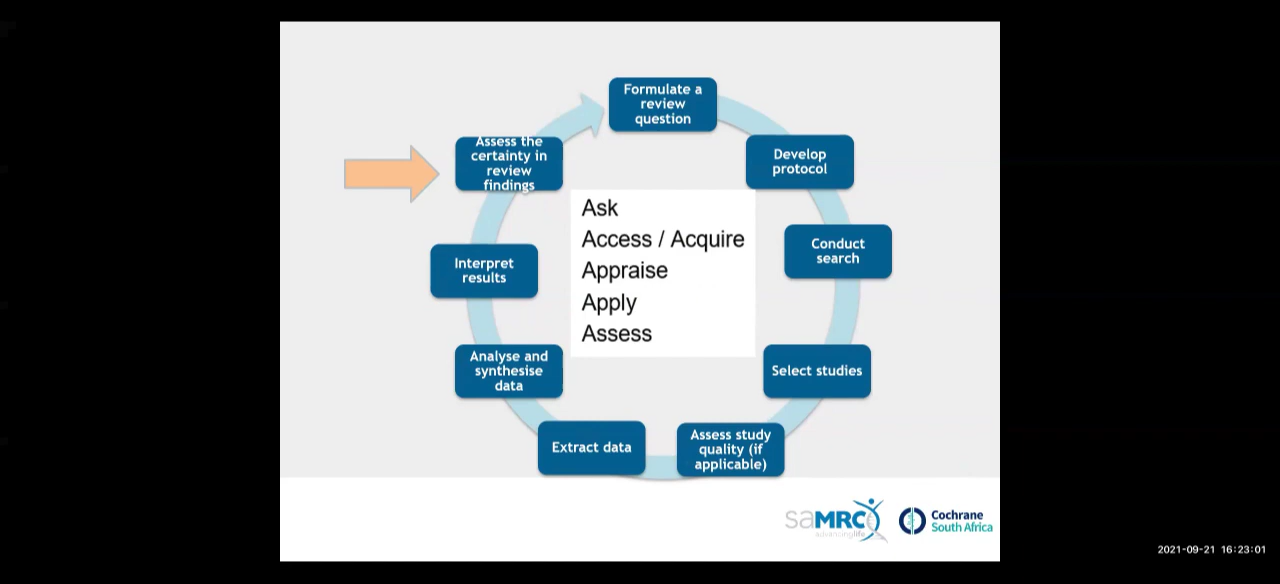 Formulate a
review
question
Develop
protocol
Conduct
search
Select studies
Assess study
quality (if
applicable)
Extract data
Analyse and
synthesise
data
Interpret
results
Assess the
certainty in
review
findings
Ask
Access / Acquire
Appraise
Apply
Assess
saMRC
advancinglife
Cochrane
South Africa
2021-09-21 16:23:01